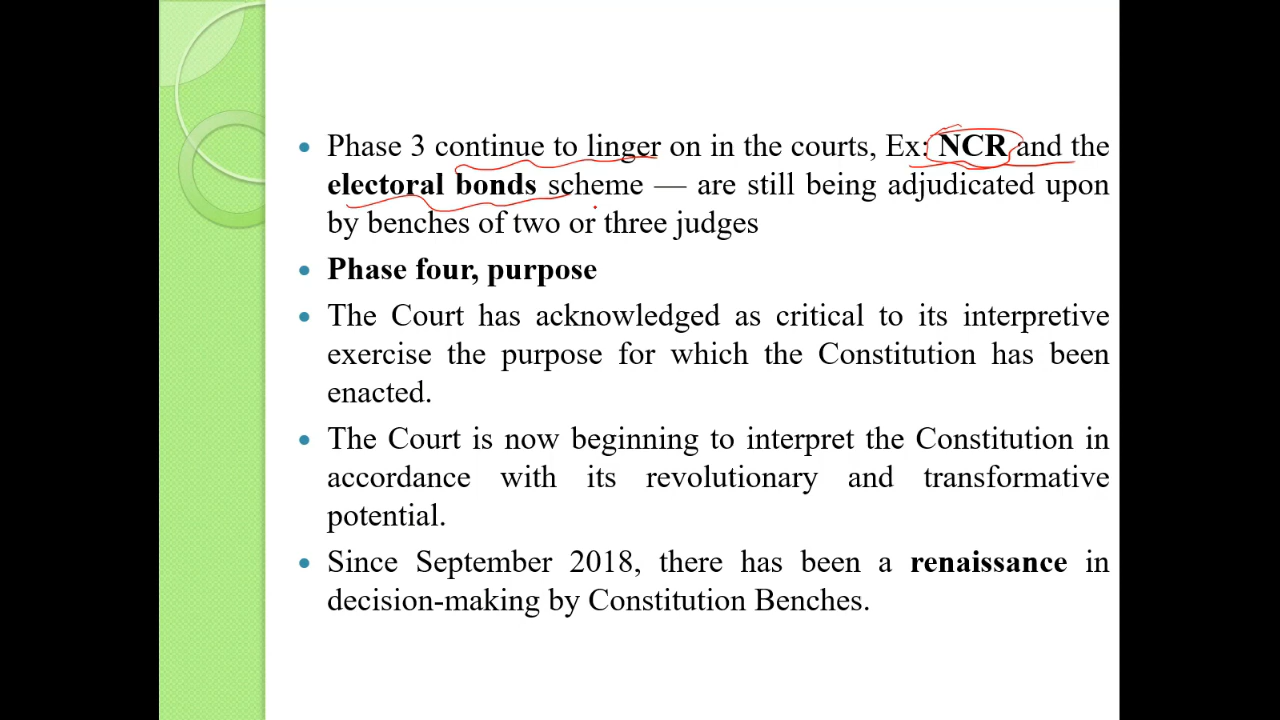 Phase 3 continue to linger on in the courts, Ex: NCR and the
electoral bonds scheme — are still being adjudicated upon
by benches of two or three judges
Phase four, purpose
The Court has acknowledged as critical to its interpretive
exercise the purpose for which the Constitution has been
enacted.
The Court is now beginning to interpret the Constitution in
accordance with its revolutionary and transformative
potential.
Since September 2018, there has been a renaissance in
decision-making by Constitution Benches.